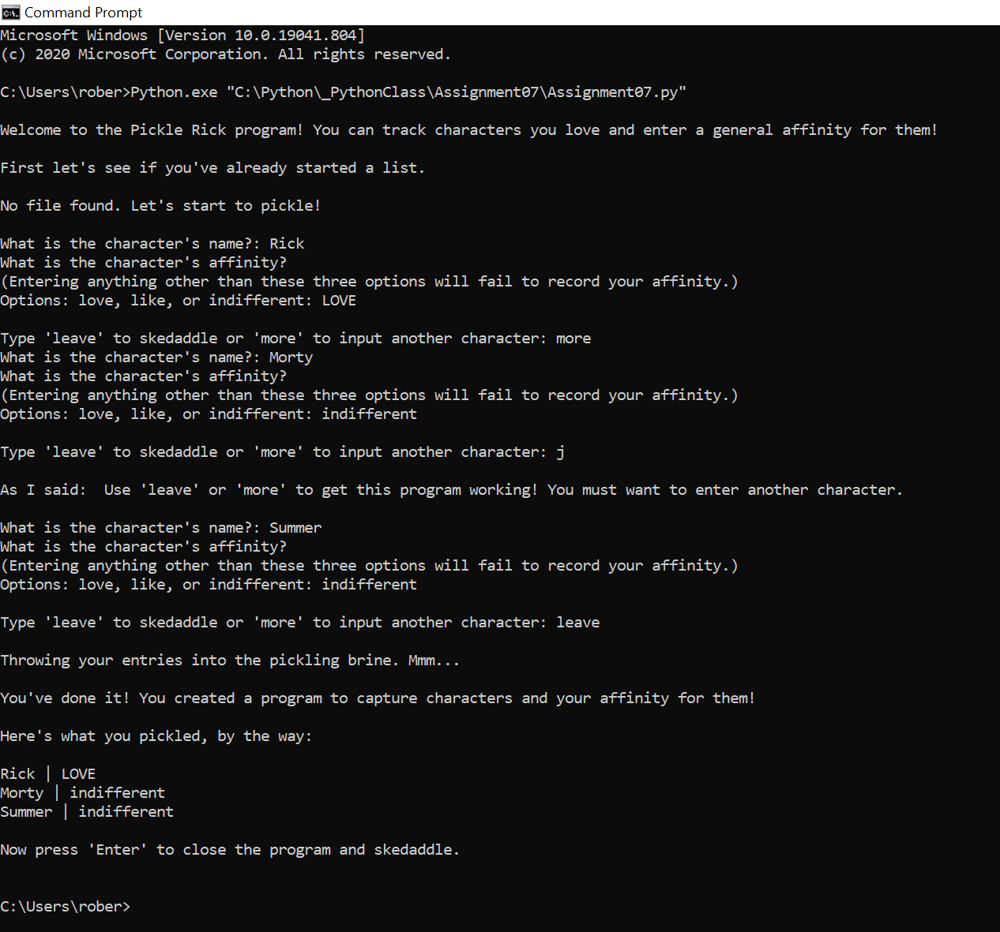 Command Prompt
Microsoft Windows [Version 10.0.19041.804]
(c) 2020 Microsoft Corporation. All rights reserved.
C:\Users\rober>Python.exe "C:\Python\_PythonClass\Assignment07\Assignment07.py"
Welcome to the Pickle Rick program! You can track characters you love and enter a general affinity for them!
First let's see if you've already started a list.
No file found. Let's start to pickle!
What is the character's name?: Rick
What is the character's affinity?
(Entering anything other than these three options will fail to record your affinity.)
Options: love, like, or indifferent: LOVE
Type 'leave' to skedaddle or 'more' to input another character: more
What is the character's name?: Morty
What is the character's affinity?
(Entering anything other than these three options will fail to record your affinity.)
Options: love, like, or indifferent: indifferent
Type 'leave' to skedaddle or 'more' to input another character: j
As I said:  Use 'leave' or 'more' to get this program working! You must want to enter another character.
What is the character's name?: Summer
What is the character's affinity?
(Entering anything other than these three options will fail to record your affinity.)
Options: love, like, or indifferent: indifferent
Type 'leave' to skedaddle or 'more' to input another character: leave
Throwing your entries into the pickling brine. Mmm...
You've done it! You created a program to capture characters and your affinity for them!
Here's what you pickled, by the way:
Rick | LOVE
Morty | indifferent
Summer | indifferent
Now press 'Enter' to close the program and skedaddle.
C:\Users\rober>